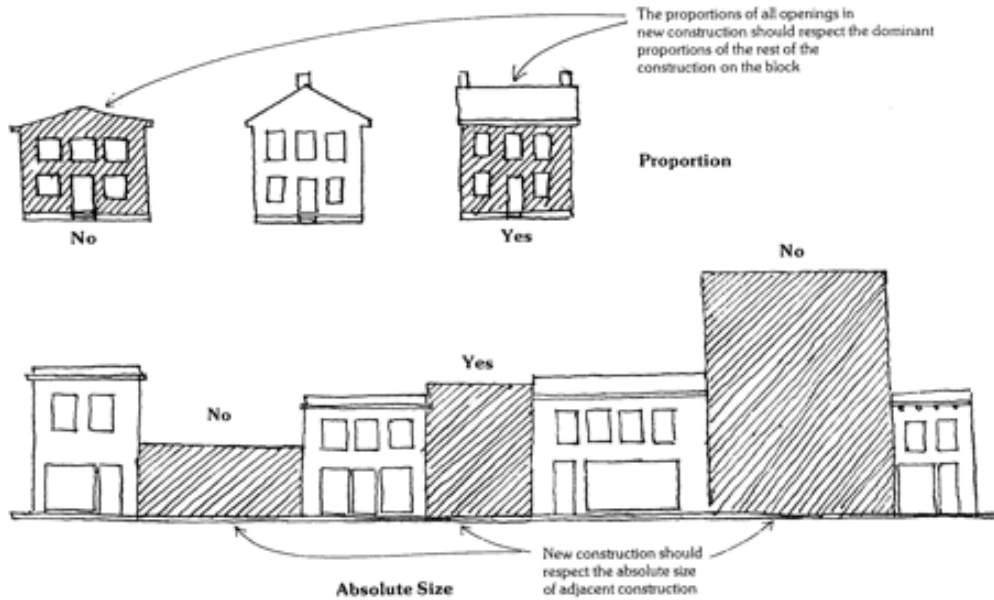 The proportions of all openings in
new construction should respect the dominant
proportions of the rest of the
construction on the block
Proportion
No
Yes
No
Yes
No
New construction should
respect the absolute size
of adjacent construction
Absolute Size